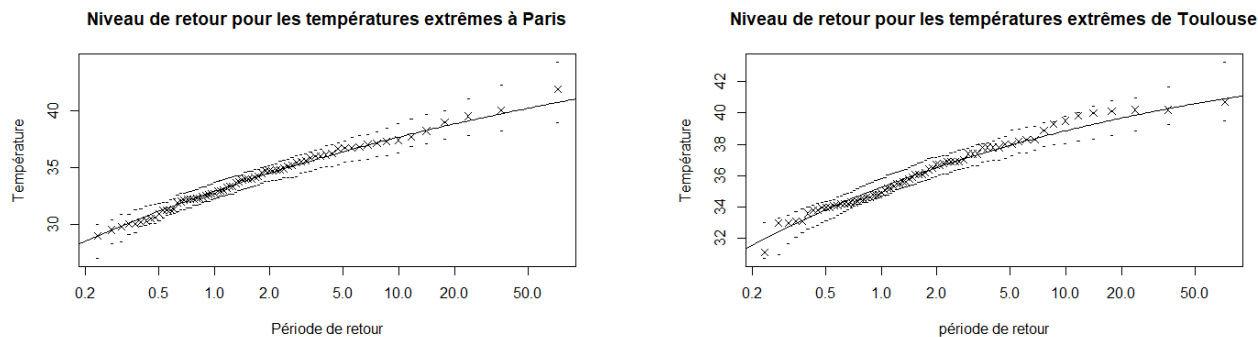 Niveau de retour pour les températures extrêmes à Paris
40
35
30
Température
0.2 0.5 1.0 2.0 5.0 10.0 20.0 50.0
Période de retour
Niveau de retour pour les températures extrêmes de Toulouse
42
40
38
36
34
32
Température
0.2 0.5 1.0 2.0 5.0 10.0 20.0 50.0
période de retour